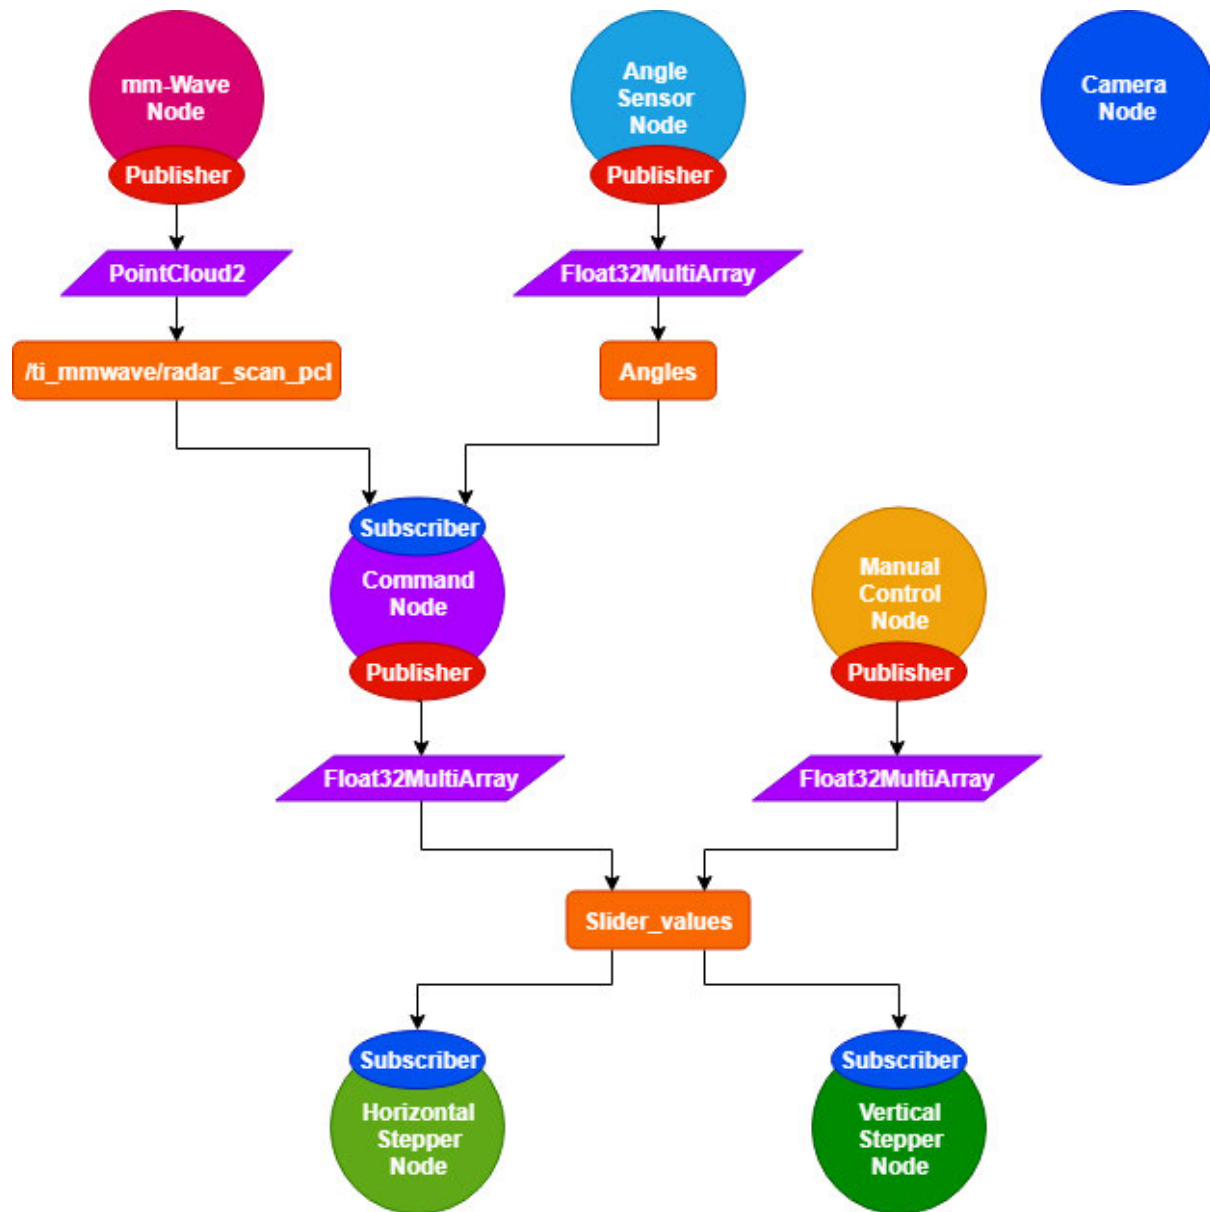 mm-Wave
Node
Publisher
Angle
Sensor
Node
Publisher
Camera
Node
PointCloud2
Float32MultiArray
/ti_mmwave/radar_scan_pcl
Angles
Subscriber
Command
Node
Publisher
Manual
Control
Node
Publisher
Float32MultiArray
Float32MultiArray
Slider_values
Subscriber
Horizontal
Stepper
Node
Subscriber
Vertical
Stepper
Node